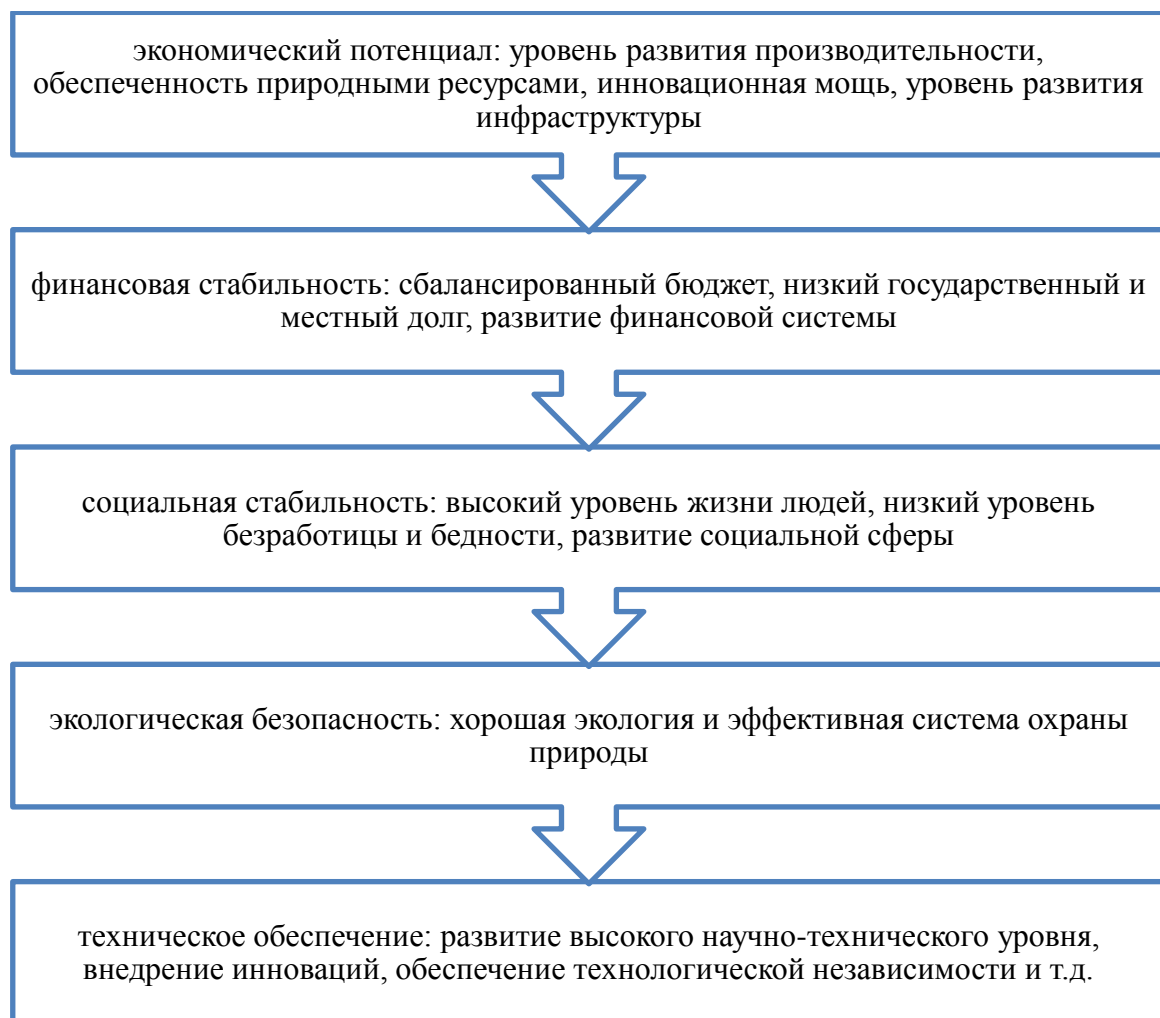 экономический потенциал: уровень развития производительности,
обеспеченность природными ресурсами, инновационная мощь, уровень развития
инфраструктуры
финансовая стабильность: сбалансированный бюджет, низкий государственный и
местный долг, развитие финансовой системы
социальная стабильность: высокий уровень жизни людей, низкий уровень
безработицы и бедности, развитие социальной сферы
экологическая безопасность: хорошая экология и эффективная система охраны
природы
техническое обеспечение: развитие высокого научно-технического уровня,
внедрение инноваций, обеспечение технологической независимости и т.д.